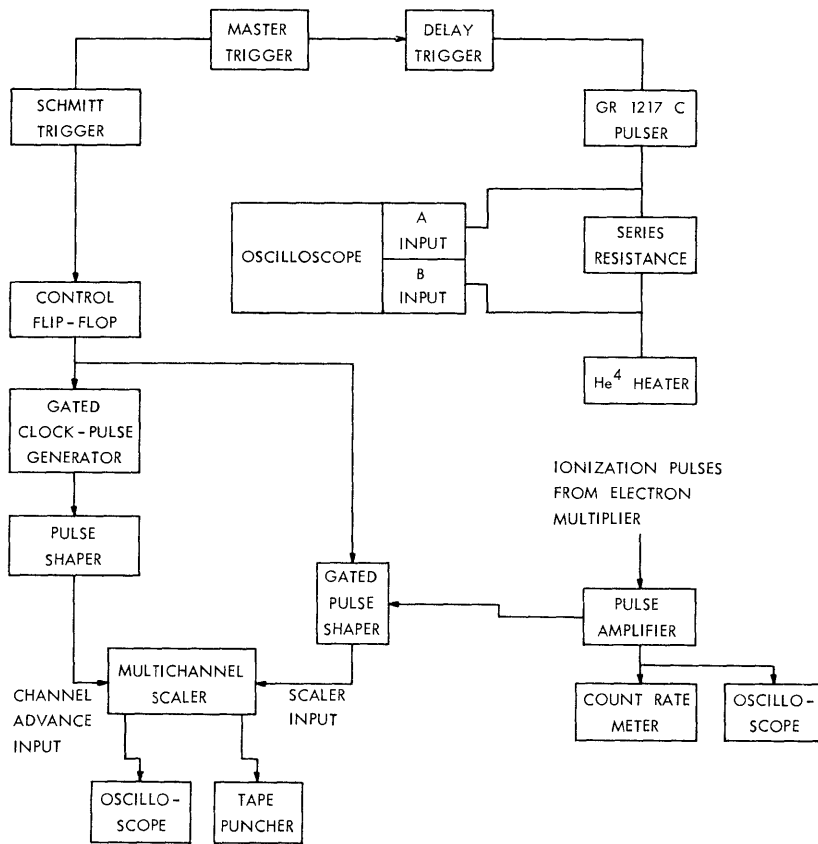 MASTER
TRIGGER
DELAY
TRIGGER
SCHMITT
TRIGGER
GR 1217 C
PULSER
OSCILLOSCOPE
A
INPUT
B
INPUT
SERIES
RESISTANCE
CONTROL
FLIP-FLOP
He⁴ HEATER
GATED
CLOCK-PULSE
GENERATOR
IONIZATION PULSES
FROM ELECTRON
MULTIPLIER
PULSE
SHAPER
GATED
PULSE
SHAPER
PULSE
AMPLIFIER
MULTICHANNEL
SCALER
CHANNEL
ADVANCE
INPUT
SCALER
INPUT
COUNT RATE
METER
OSCILLO-
SCOPE
OSCILLO-
SCOPE
TAPE
PUNCHER